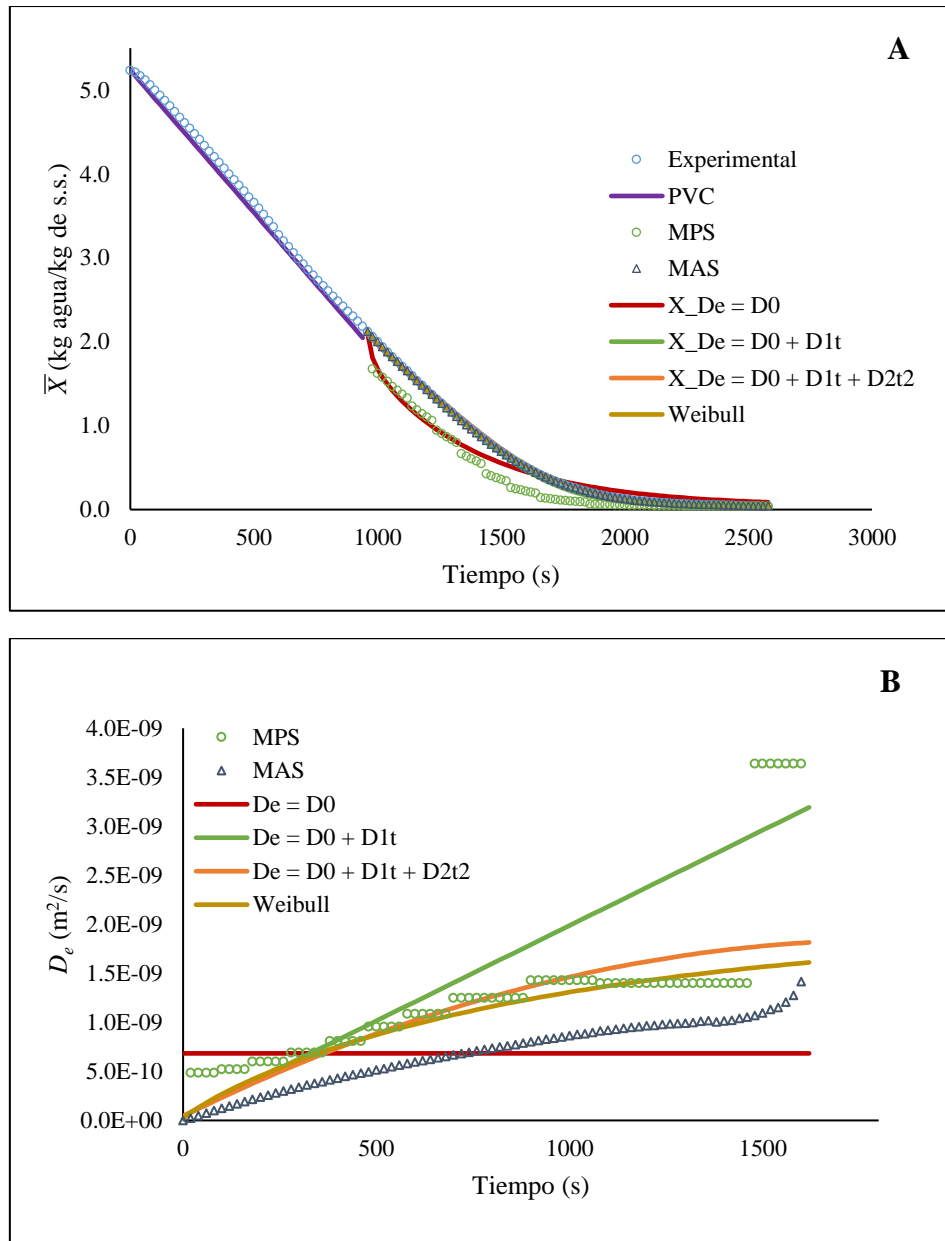 A
X̅ (kg agua/kg de s.s.)
5.0
4.0
3.0
2.0
1.0
0.0
Experimental
PVC
MPS
MAS
X_De = D0
X_De = D0 + D1t
X_De = D0 + D1t + D2t2
Weibull
0 500 1000 1500 2000 2500 3000
Tiempo (s)
B
Dₑ (m²/s)
4.0E-09
3.5E-09
3.0E-09
2.5E-09
2.0E-09
1.5E-09
1.0E-09
5.0E-10
0.0E+00
MPS
MAS
De = D0
De = D0 + D1t
De = D0 + D1t + D2t2
Weibull
0 500 1000 1500
Tiempo (s)